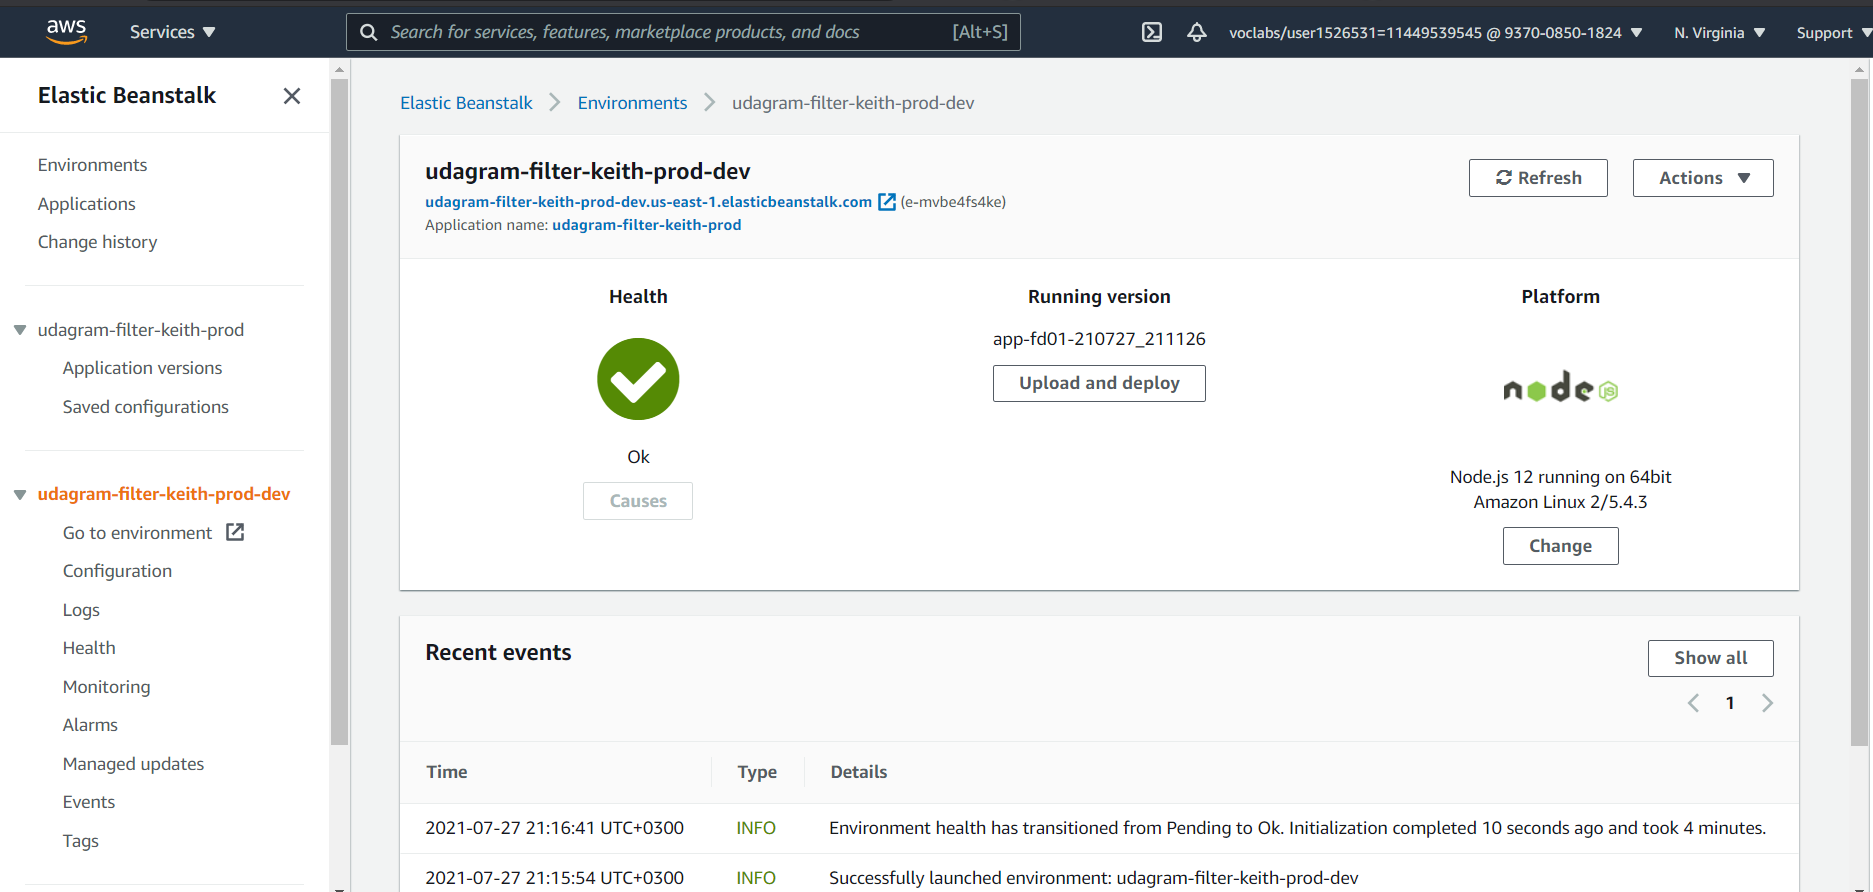 aws
Services
Search for services, features, marketplace products, and docs [Alt+S]
voclabs/user1526531=11449539545 @ 9370-0850-1824
N. Virginia
Support
Elastic Beanstalk
Environments
Applications
Change history
udagram-filter-keith-prod
Application versions
Saved configurations
udagram-filter-keith-prod-dev
Go to environment
Configuration
Logs
Health
Monitoring
Alarms
Managed updates
Events
Tags
Elastic Beanstalk > Environments > udagram-filter-keith-prod-dev
udagram-filter-keith-prod-dev
udagram-filter-keith-prod-dev.us-east-1.elasticbeanstalk.com (e-mvbe4fs4ke)
Application name: udagram-filter-keith-prod
Refresh
Actions
Health
Ok
Causes
Running version
app-fd01-210727_211126
Upload and deploy
Platform
node JS
Node.js 12 running on 64bit
Amazon Linux 2/5.4.3
Change
Recent events
Show all
1
Time Type Details
2021-07-27 21:16:41 UTC+0300 INFO Environment health has transitioned from Pending to Ok. Initialization completed 10 seconds ago and took 4 minutes.
2021-07-27 21:15:54 UTC+0300 INFO Successfully launched environment: udagram-filter-keith-prod-dev